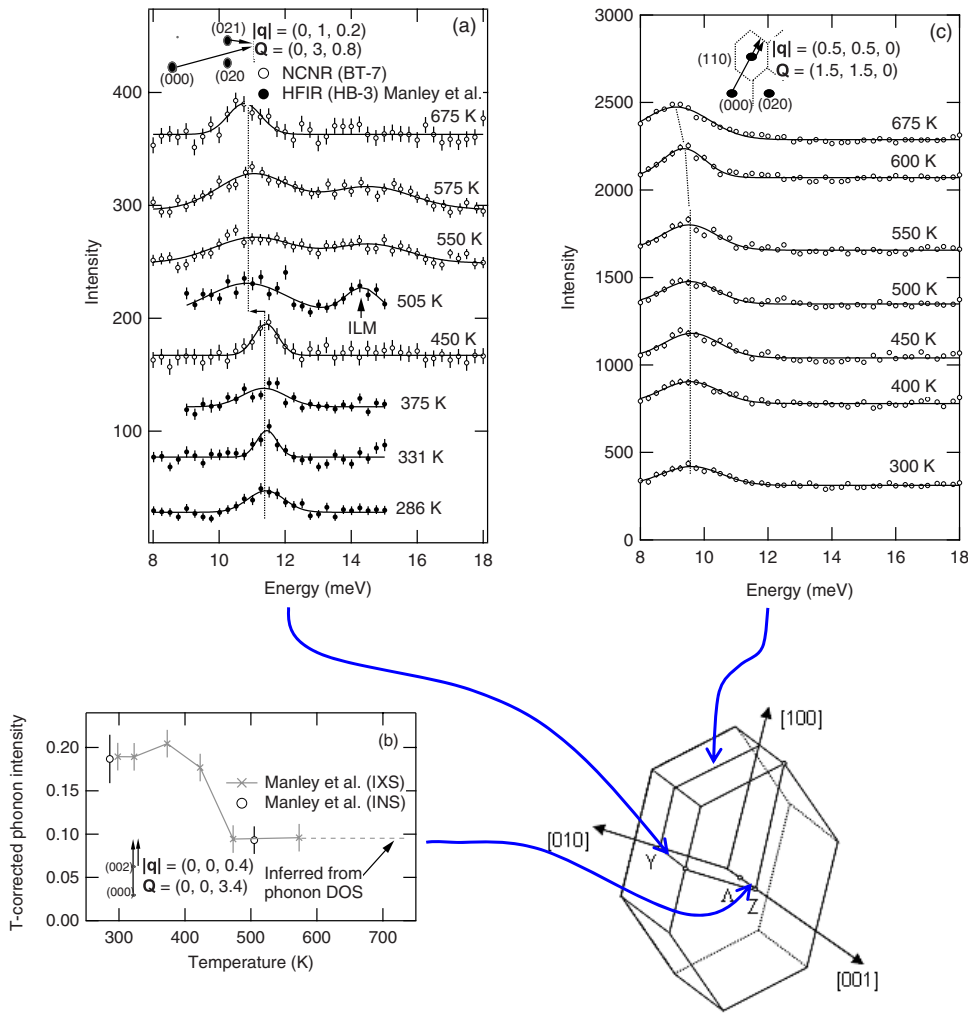 (a)
(021)
|q| = (0, 1, 0.2)
Q = (0, 3, 0.8)
(000)
(020)
NCNR (BT-7)
HFIR (HB-3) Manley et al.
400
300
200
100
Intensity
675 K
575 K
550 K
505 K
ILM
450 K
375 K
331 K
286 K
8 10 12 14 16 18
Energy (meV)
(c)
|q| = (0.5, 0.5, 0)
Q = (1.5, 1.5, 0)
(110)
(000) (020)
3000
2500
2000
1500
1000
500
0
Intensity
675 K
600 K
550 K
500 K
450 K
400 K
300 K
8 10 12 14 16 18
Energy (meV)
(b)
T-corrected phonon intensity
0.20
0.15
0.10
0.05
0.00
Manley et al. (IXS)
Manley et al. (INS)
(002)
|q| = (0, 0, 0.4)
(000)
Q = (0, 0, 3.4)
Inferred from
phonon DOS
300 400 500 600 700
Temperature (K)
[100]
[010]
Y
Λ
Z
[001]